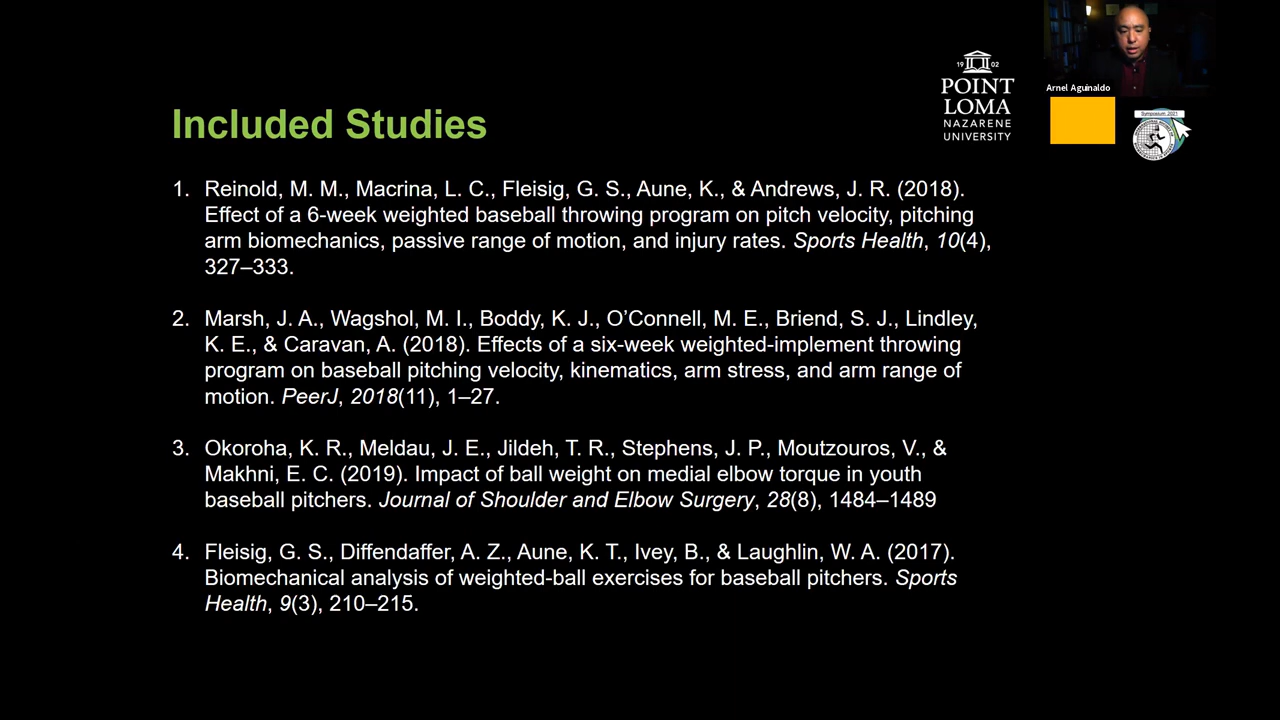 19 02
POINT
LOMA
NAZARENE
UNIVERSITY
Arnel Aguinaldo
Symposium 2021
Included Studies
1. Reinold, M. M., Macrina, L. C., Fleisig, G. S., Aune, K., & Andrews, J. R. (2018).
Effect of a 6-week weighted baseball throwing program on pitch velocity, pitching
arm biomechanics, passive range of motion, and injury rates. Sports Health, 10(4),
327–333.
2. Marsh, J. A., Wagshol, M. I., Boddy, K. J., O’Connell, M. E., Briend, S. J., Lindley,
K. E., & Caravan, A. (2018). Effects of a six-week weighted-implement throwing
program on baseball pitching velocity, kinematics, arm stress, and arm range of
motion. PeerJ, 2018(11), 1–27.
3. Okoroha, K. R., Meldau, J. E., Jildeh, T. R., Stephens, J. P., Moutzouros, V., &
Makhni, E. C. (2019). Impact of ball weight on medial elbow torque in youth
baseball pitchers. Journal of Shoulder and Elbow Surgery, 28(8), 1484–1489
4. Fleisig, G. S., Diffendaffer, A. Z., Aune, K. T., Ivey, B., & Laughlin, W. A. (2017).
Biomechanical analysis of weighted-ball exercises for baseball pitchers. Sports
Health, 9(3), 210–215.